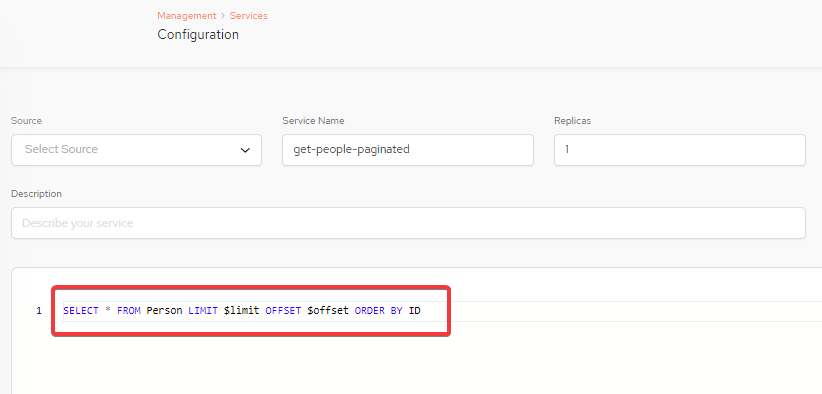 Management > Services
Configuration
Source Service Name Replicas
Select Source get-people-paginated 1
Description
Describe your service
1 SELECT * FROM Person LIMIT $limit OFFSET $offset ORDER BY ID